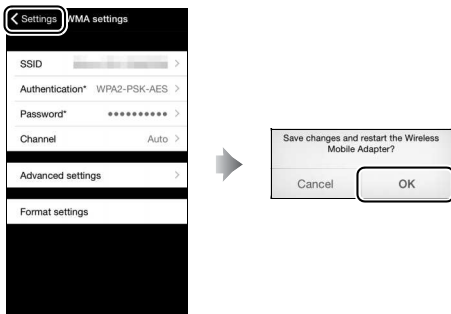 Settings WMA settings
SSID
Authentication* WPA2-PSK-AES
Password* ●●●●●●●●●●
Channel Auto
Advanced settings
Format settings
Save changes and restart the Wireless
Mobile Adapter?
Cancel OK